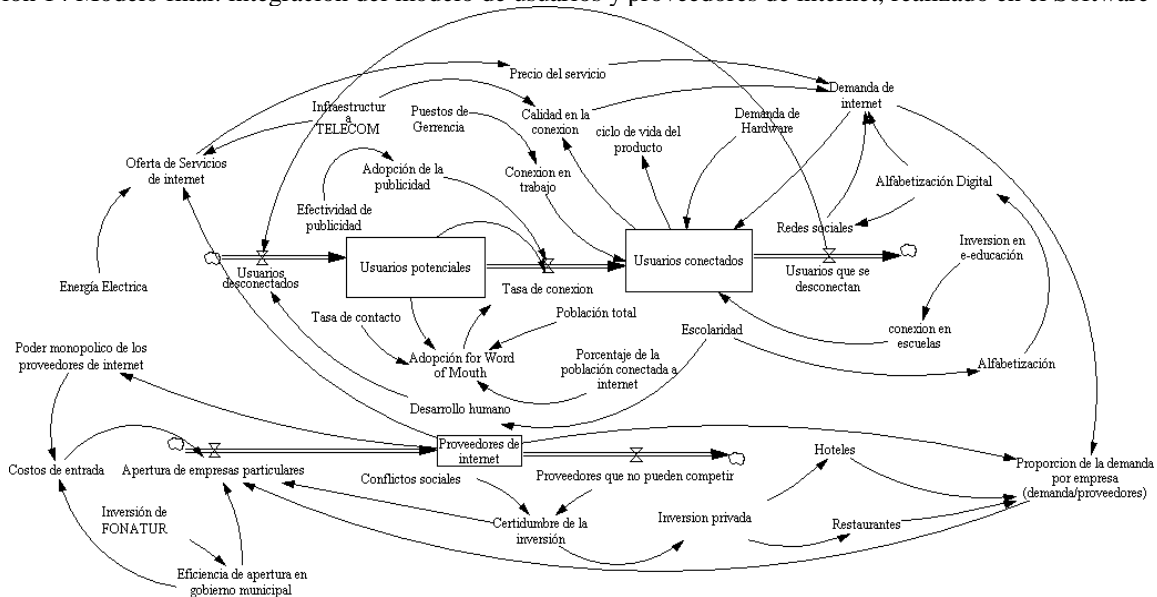 Modelo final: integración del modelo de usuarios y proveedores de internet, realizado en el Software
Precio del servicio
Demanda de
internet
Infraestructur
a
TELECOM
Puestos de
Gerrencia
Calidad en la
conexion
Demanda de
Hardware
ciclo de vida del
producto
Oferta de Servicios
de internet
Adopción de la
publicidad
Conexion en
trabajo
Alfabetización Digital
Efectividad de
publicidad
Redes sociales
Usuarios
desconectados
Usuarios potenciales
Tasa de conexion
Usuarios conectados
Usuarios que se
desconectan
Inversion en
e-educación
Energía Electrica
Tasa de contacto
Población total
Escolaridad
conexion en
escuelas
Poder monopolico de los
proveedores de internet
Adopción for Word
of Mouth
Porcentaje de la
población conectada a
internet
Alfabetización
Desarrollo humano
Proveedores de
internet
Hoteles
Costos de entrada
Apertura de empresas particulares
Conflictos sociales
Proveedores que no pueden competir
Proporcion de la demanda
por empresa
(demanda/proveedores)
Inversión de
FONATUR
Certidumbre de la
inversión
Inversion privada
Restaurantes
Eficiencia de apertura en
gobierno municipal